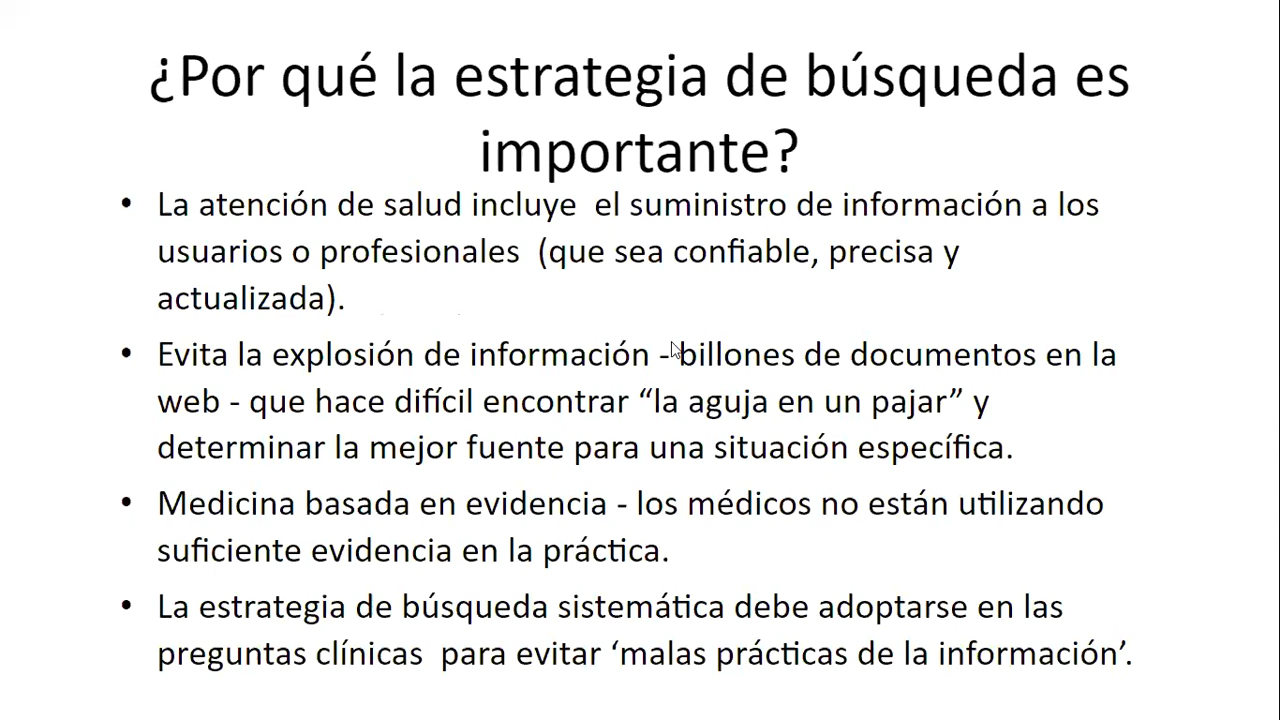 ¿Por qué la estrategia de búsqueda es
importante?
• La atención de salud incluye  el suministro de información a los
usuarios o profesionales  (que sea confiable, precisa y
actualizada).
• Evita la explosión de información - billones de documentos en la
web - que hace difícil encontrar “la aguja en un pajar” y
determinar la mejor fuente para una situación específica.
• Medicina basada en evidencia - los médicos no están utilizando
suficiente evidencia en la práctica.
• La estrategia de búsqueda sistemática debe adoptarse en las
preguntas clínicas  para evitar ‘malas prácticas de la información’.